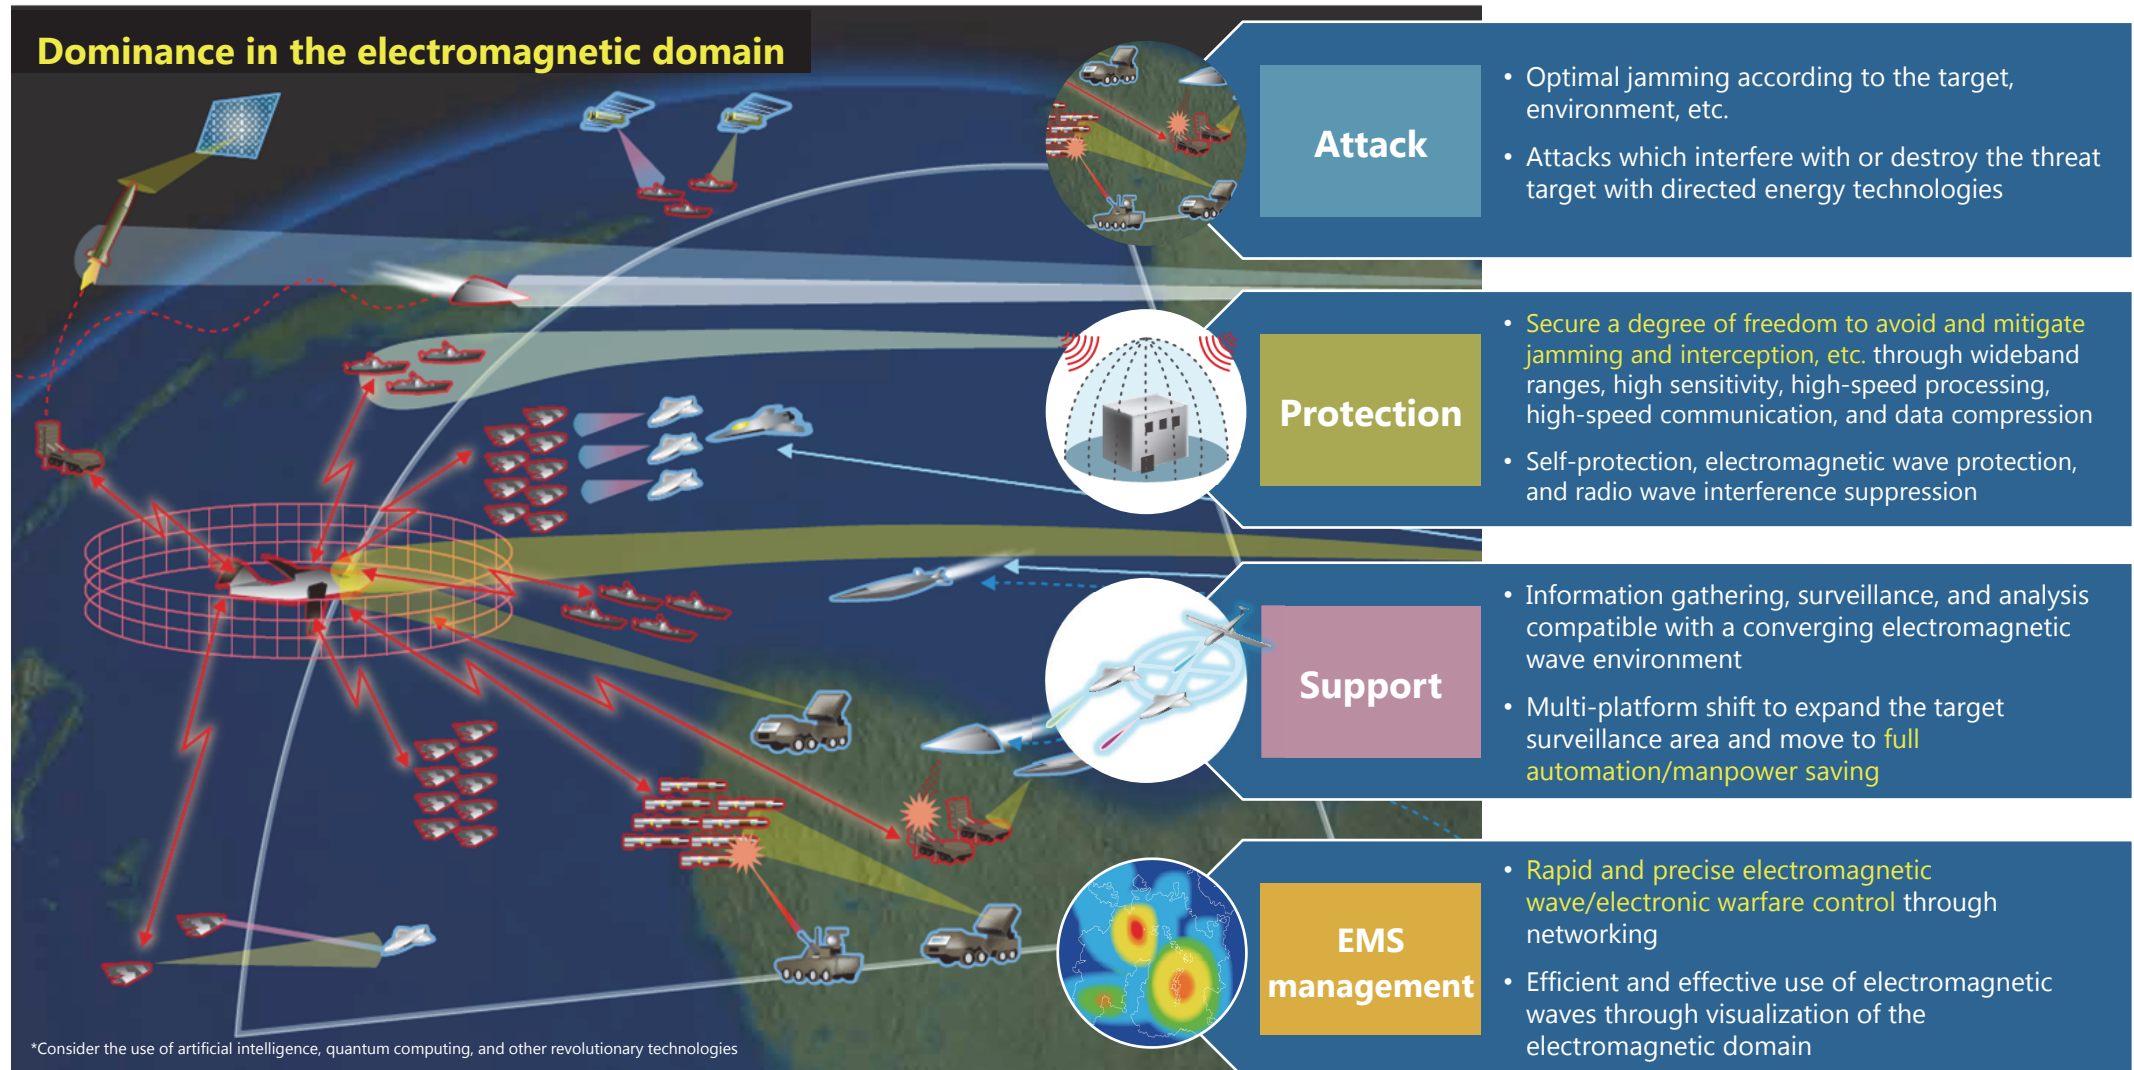 Dominance in the electromagnetic domain
Attack
• Optimal jamming according to the target,
environment, etc.
• Attacks which interfere with or destroy the threat
target with directed energy technologies
Protection
• Secure a degree of freedom to avoid and mitigate
jamming and interception, etc. through wideband
ranges, high sensitivity, high-speed processing,
high-speed communication, and data compression
• Self-protection, electromagnetic wave protection,
and radio wave interference suppression
Support
• Information gathering, surveillance, and analysis
compatible with a converging electromagnetic
wave environment
• Multi-platform shift to expand the target
surveillance area and move to full
automation/manpower saving
EMS
management
• Rapid and precise electromagnetic
wave/electronic warfare control through
networking
• Efficient and effective use of electromagnetic
waves through visualization of the
electromagnetic domain
*Consider the use of artificial intelligence, quantum computing, and other revolutionary technologies